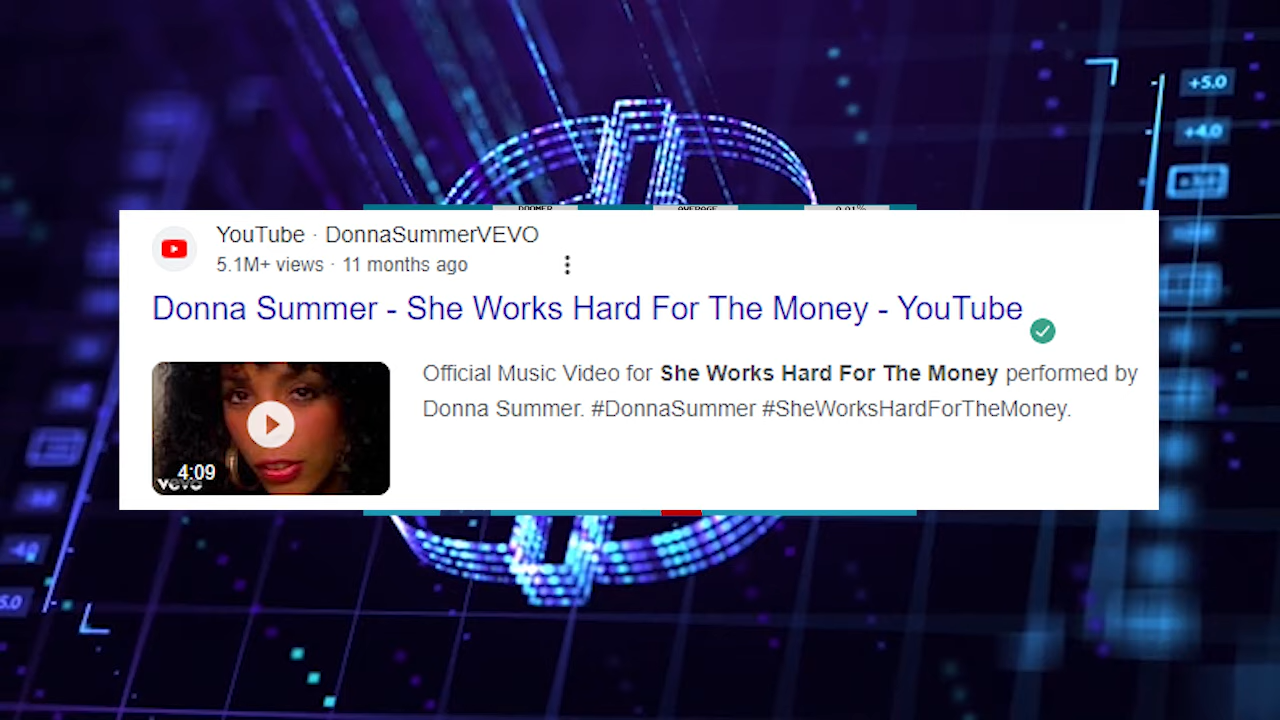 +5.0
+4.0
YouTube · DonnaSummerVEVO
5.1M+ views · 11 months ago
Donna Summer - She Works Hard For The Money - YouTube
Official Music Video for She Works Hard For The Money performed by
Donna Summer. #DonnaSummer #SheWorksHardForTheMoney.
4:09
vevo
5.0